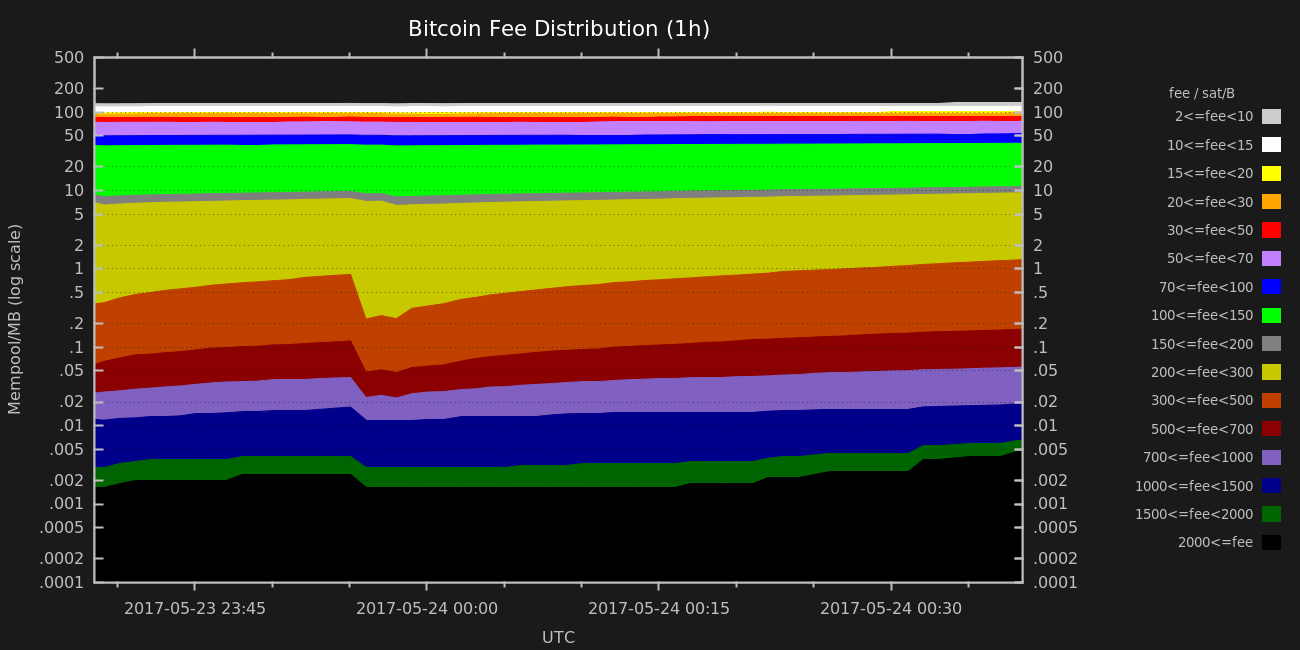 Bitcoin Fee Distribution (1h)
500
200
100
50
20
10
5
2
1
.5
.2
.1
.05
.02
.01
.005
.002
.001
.0005
.0002
.0001
Mempool/MB (log scale)
500
200
100
50
20
10
5
2
1
.5
.2
.1
.05
.02
.01
.005
.002
.001
.0005
.0002
.0001
2017-05-23 23:45
2017-05-24 00:00
2017-05-24 00:15
2017-05-24 00:30
UTC
fee / sat/B
2<=fee<10
10<=fee<15
15<=fee<20
20<=fee<30
30<=fee<50
50<=fee<70
70<=fee<100
100<=fee<150
150<=fee<200
200<=fee<300
300<=fee<500
500<=fee<700
700<=fee<1000
1000<=fee<1500
1500<=fee<2000
2000<=fee